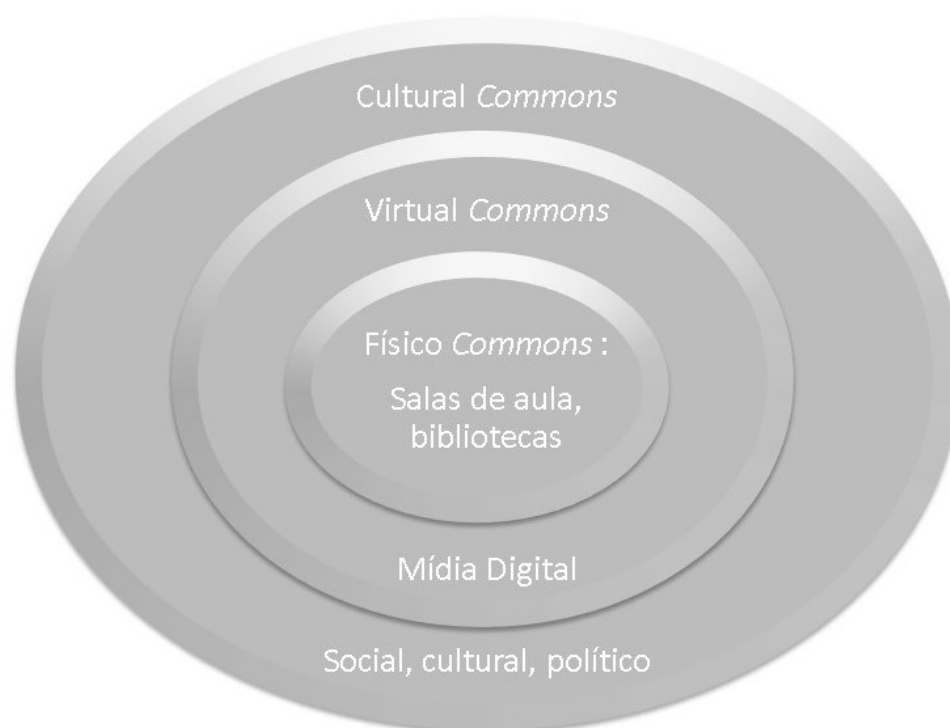 Cultural Commons
Virtual Commons
Físico Commons :
Salas de aula,
bibliotecas
Mídia Digital
Social, cultural, político